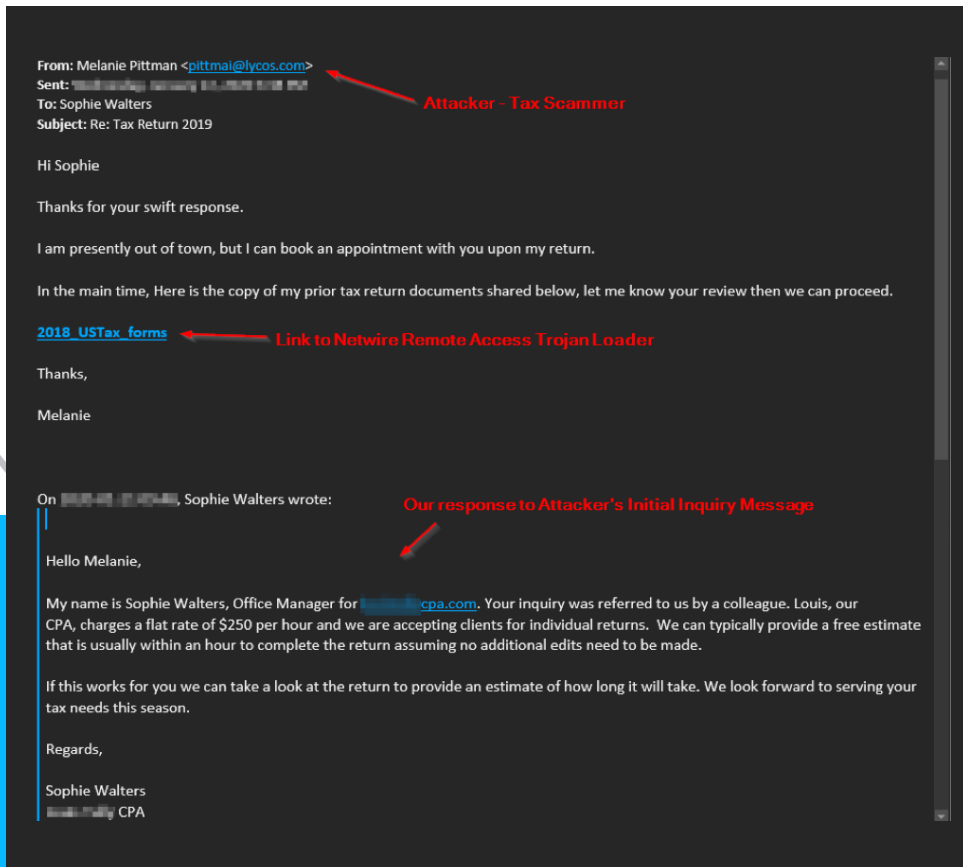 From: Melanie Pittman <pittmai@lycos.com>
Sent:
Attacker - Tax Scammer
To: Sophie Walters
Subject: Re: Tax Return 2019
Hi Sophie
Thanks for your swift response.
I am presently out of town, but I can book an appointment with you upon my return.
In the main time, Here is the copy of my prior tax return documents shared below, let me know your review then we can proceed.
2018_USTax_forms
Link to Netwire Remote Access Trojan Loader
Thanks,
Melanie
On , Sophie Walters wrote:
Our response to Attacker's Initial Inquiry Message
Hello Melanie,
My name is Sophie Walters, Office Manager for cpa.com. Your inquiry was referred to us by a colleague. Louis, our
CPA, charges a flat rate of $250 per hour and we are accepting clients for individual returns. We can typically provide a free estimate
that is usually within an hour to complete the return assuming no additional edits need to be made.
If this works for you we can take a look at the return to provide an estimate of how long it will take. We look forward to serving your
tax needs this season.
Regards,
Sophie Walters
CPA